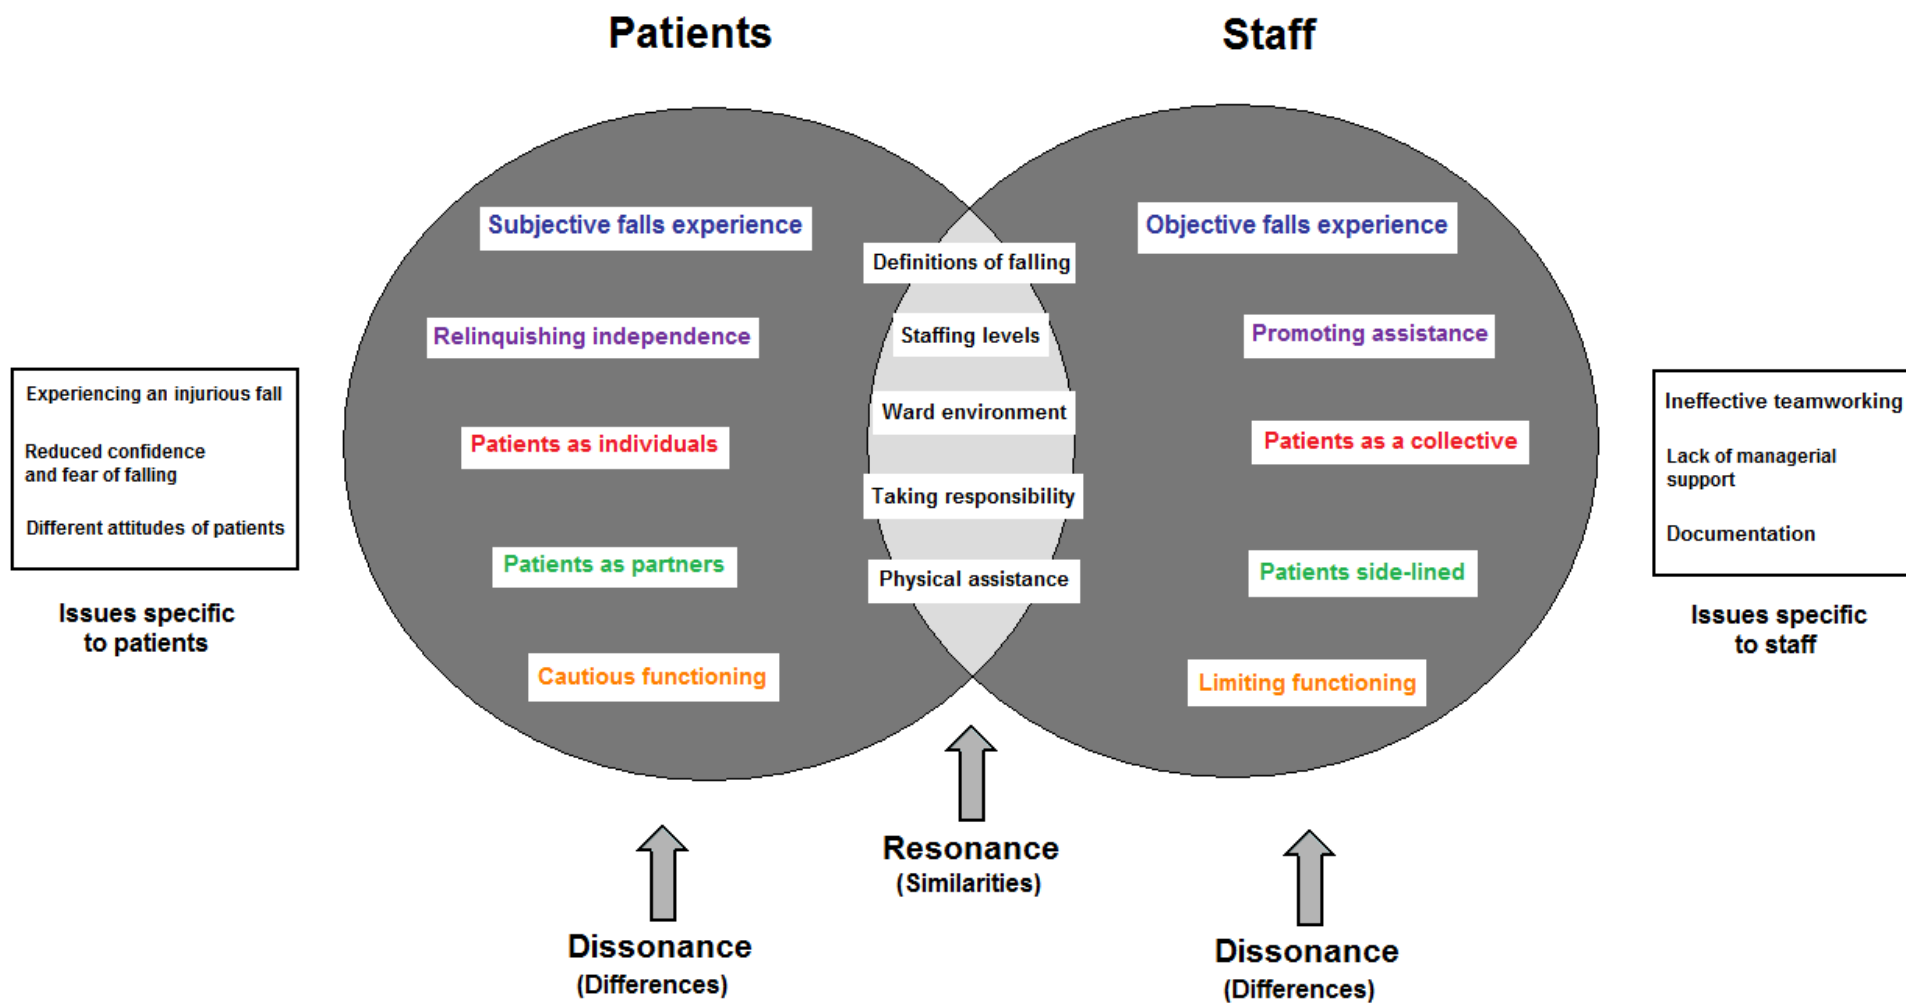 Patients
Staff
Subjective falls experience
Relinquishing independence
Patients as individuals
Patients as partners
Cautious functioning
Definitions of falling
Staffing levels
Ward environment
Taking responsibility
Physical assistance
Objective falls experience
Promoting assistance
Patients as a collective
Patients side-lined
Limiting functioning
Experiencing an injurious fall
Reduced confidence
and fear of falling
Different attitudes of patients
Issues specific
to patients
Ineffective teamworking
Lack of managerial
support
Documentation
Issues specific
to staff
Resonance
(Similarities)
Dissonance
(Differences)
Dissonance
(Differences)